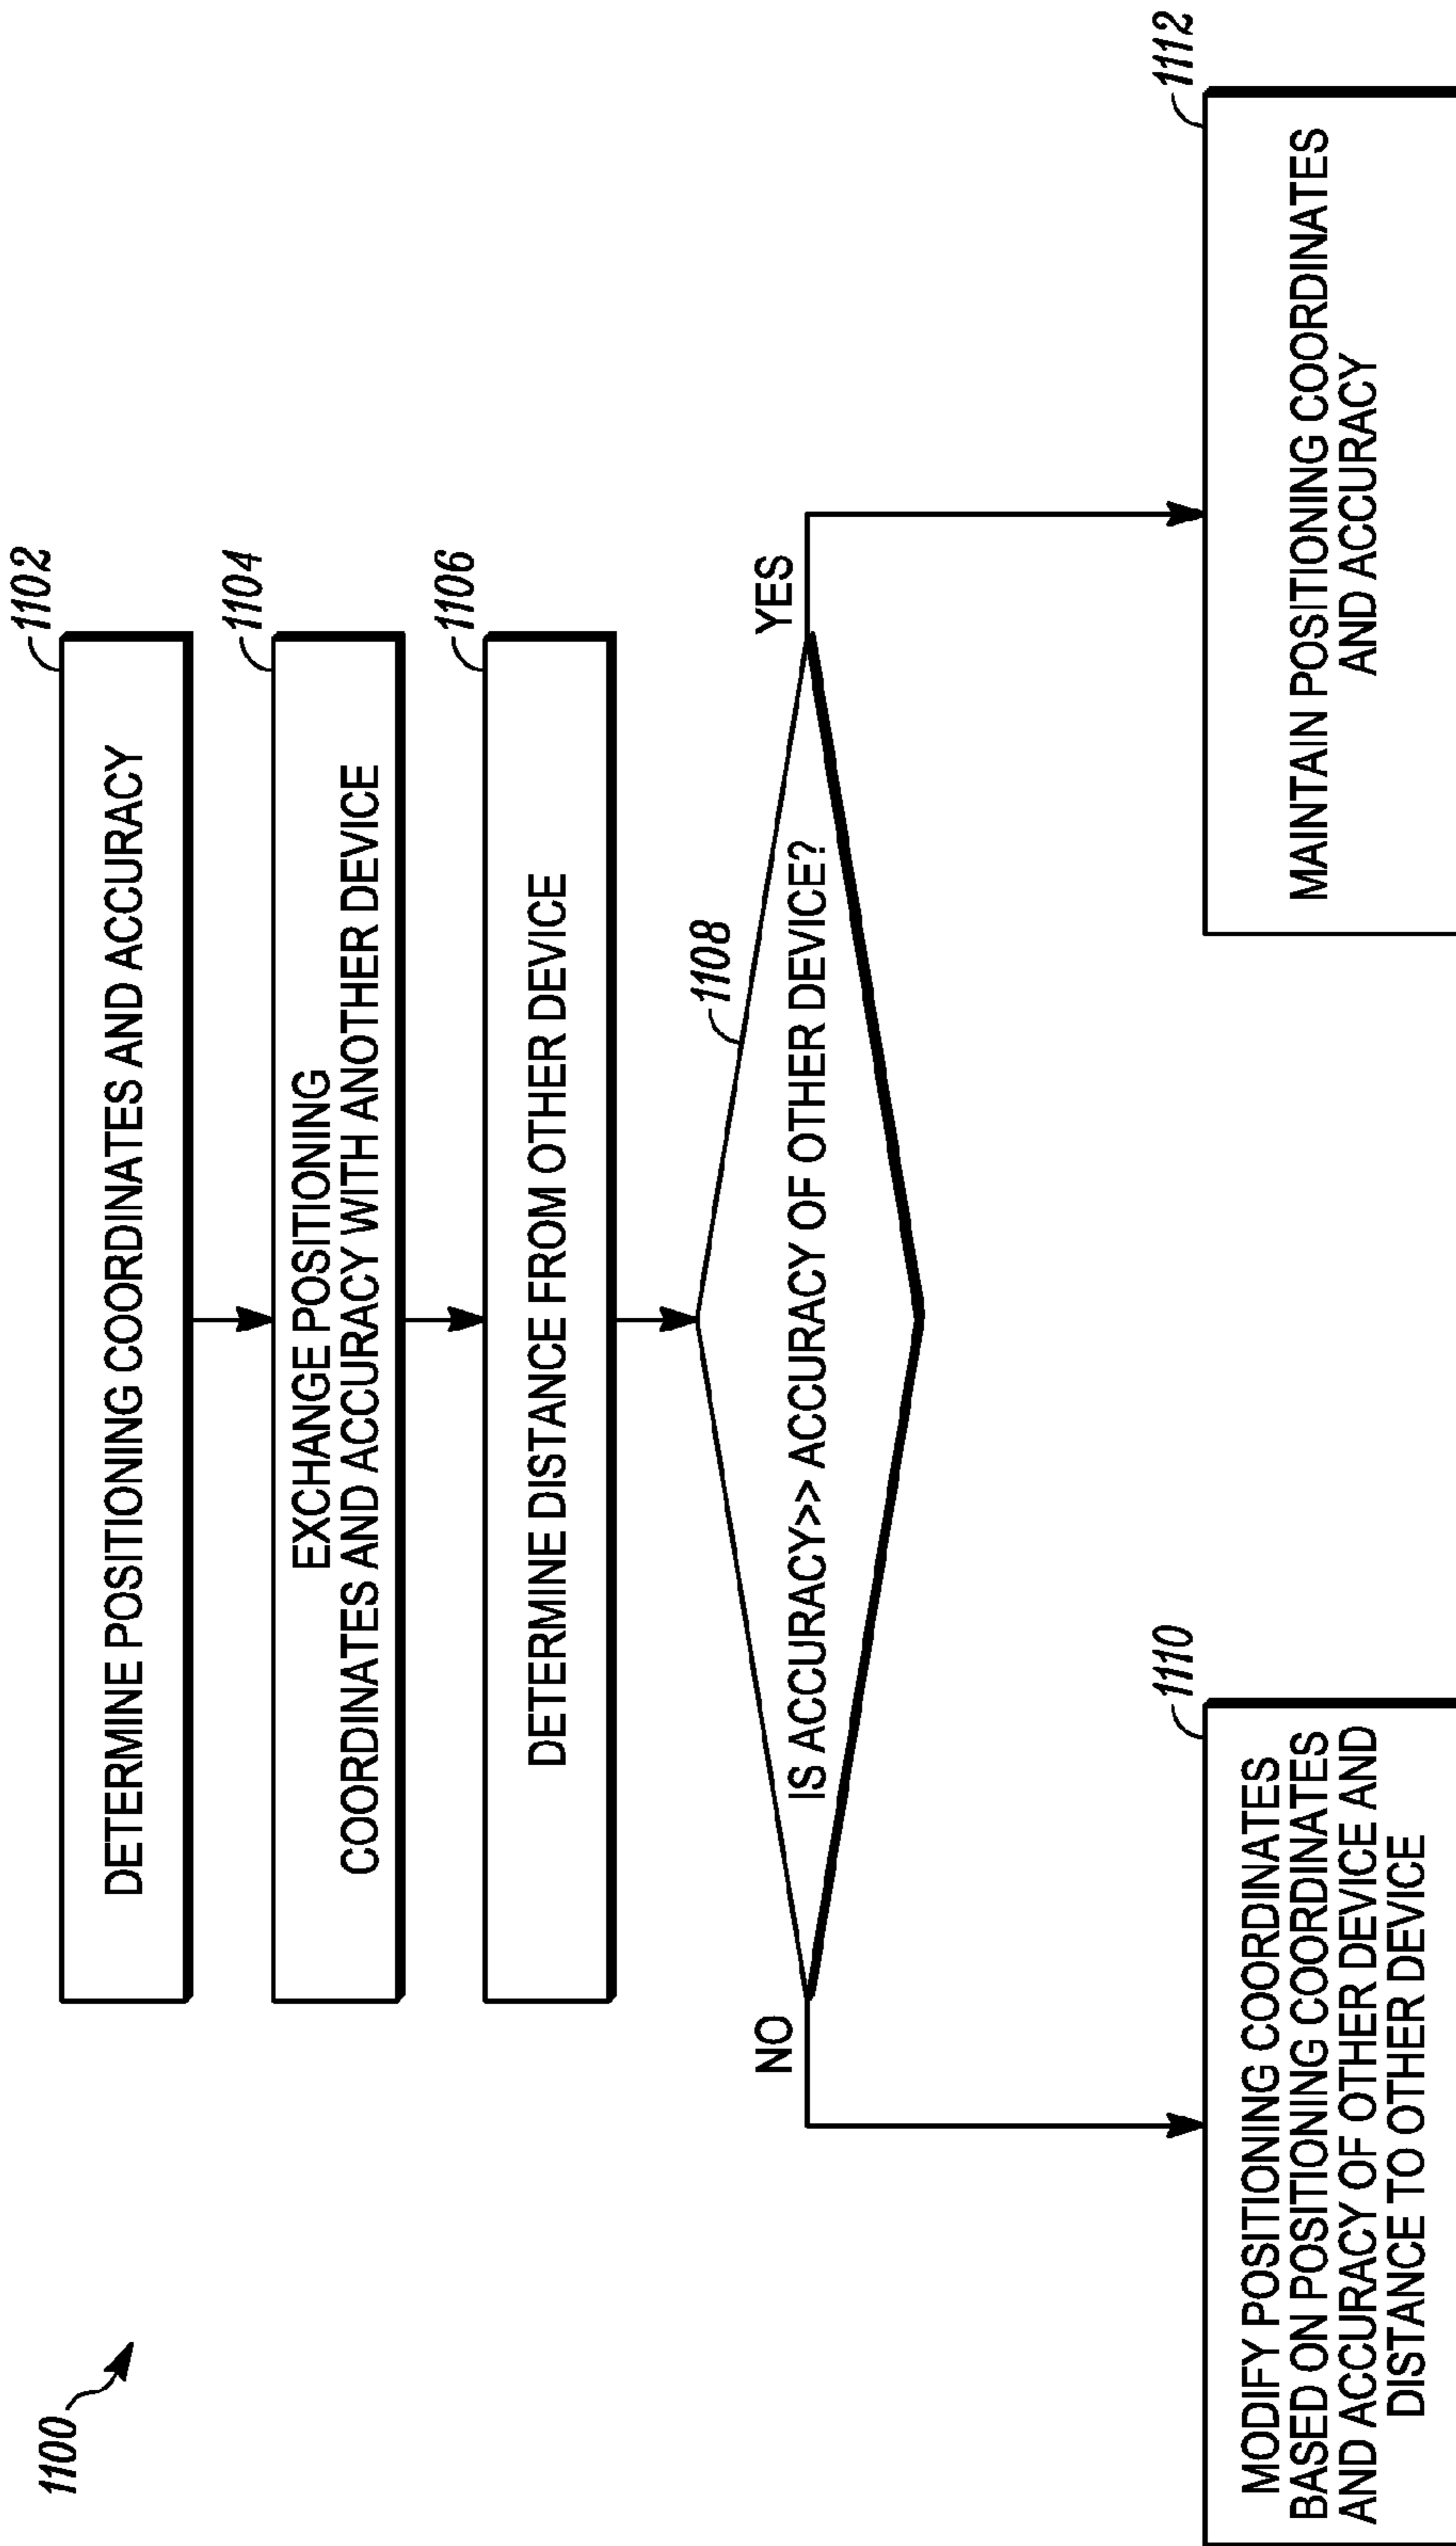 1100
1102
DETERMINE POSITIONING COORDINATES AND ACCURACY
1104
EXCHANGE POSITIONING
COORDINATES AND ACCURACY WITH ANOTHER DEVICE
1106
DETERMINE DISTANCE FROM OTHER DEVICE
1108
IS ACCURACY>> ACCURACY OF OTHER DEVICE?
NO
YES
1110
MODIFY POSITIONING COORDINATES
BASED ON POSITIONING COORDINATES
AND ACCURACY OF OTHER DEVICE AND
DISTANCE TO OTHER DEVICE
1112
MAINTAIN POSITIONING COORDINATES
AND ACCURACY